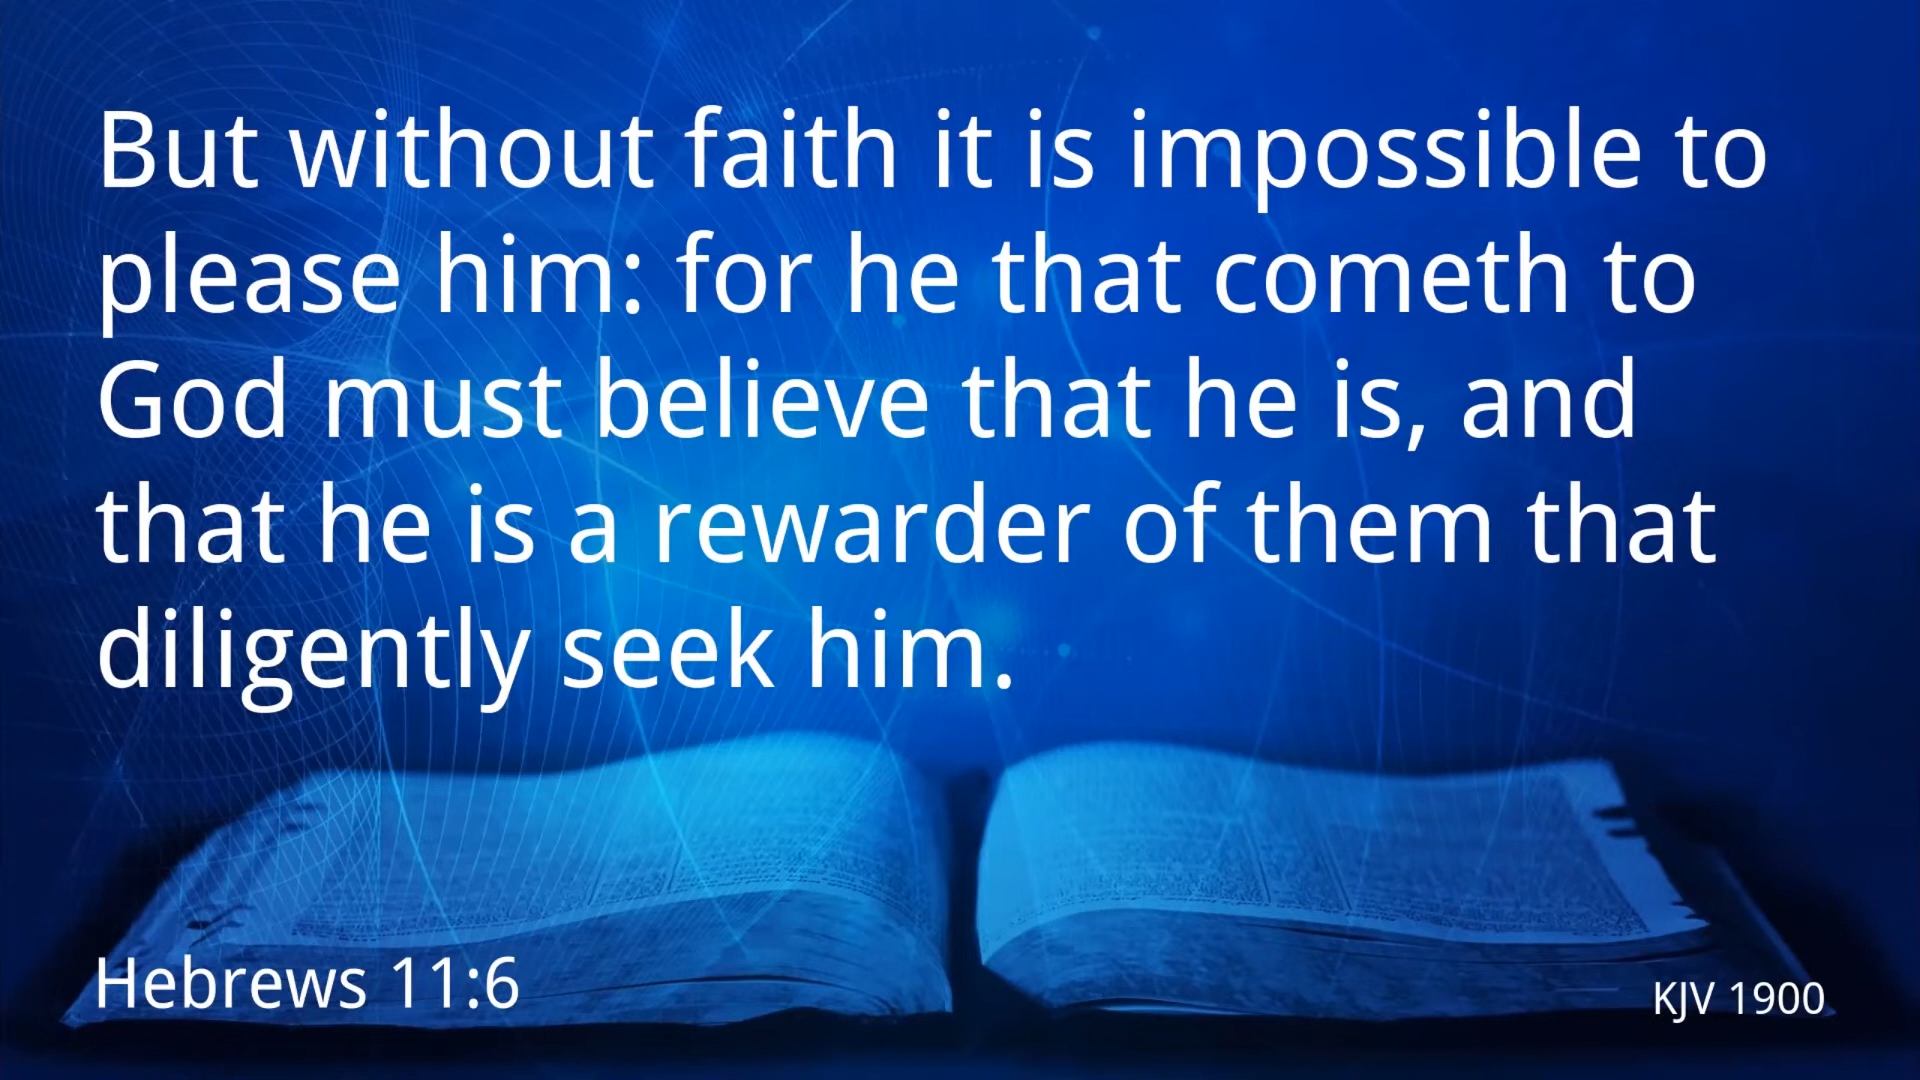 But without faith it is impossible to
please him: for he that cometh to
God must believe that he is, and
that he is a rewarder of them that
diligently seek him.
Hebrews 11:6
KJV 1900